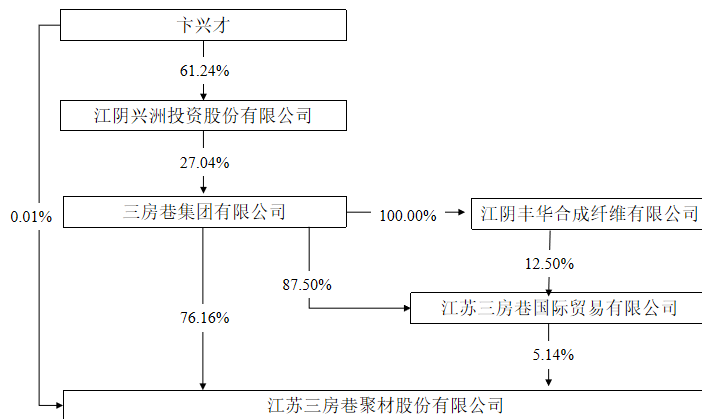 卞兴才
61.24%
江阴兴洲投资股份有限公司
27.04%
三房巷集团有限公司
100.00%
江阴丰华合成纤维有限公司
0.01%
12.50%
87.50%
江苏三房巷国际贸易有限公司
76.16%
5.14%
江苏三房巷聚材股份有限公司